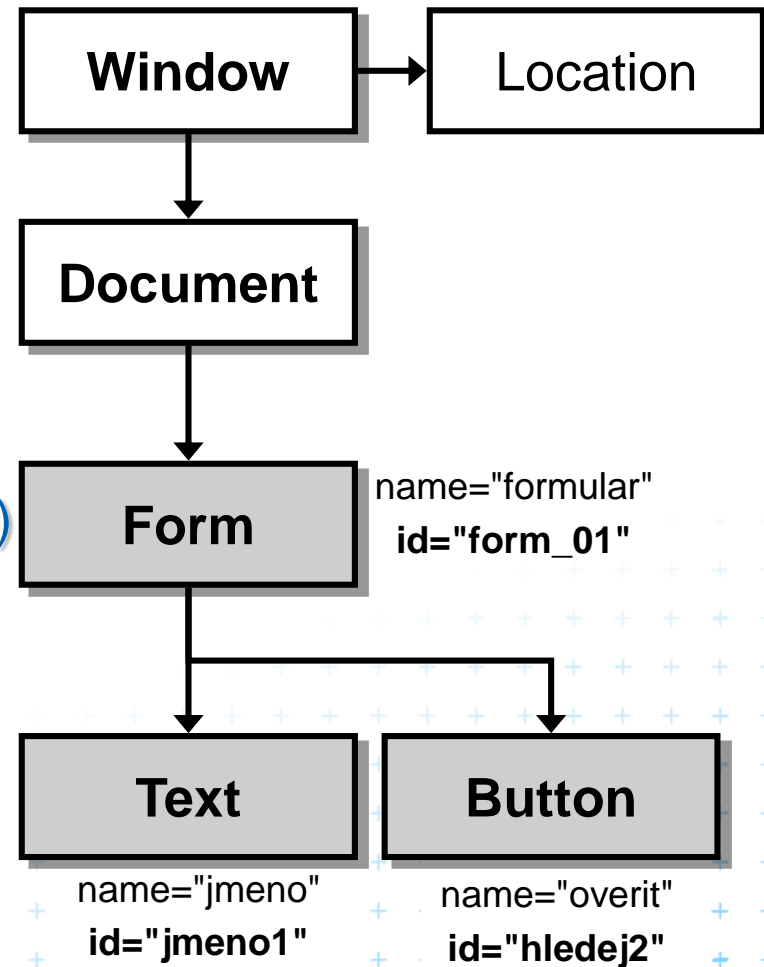 Window
Location
Document
Form
name="formular"
id="form_01"
Text
Button
name="jmeno"
id="jmeno1"
name="overit"
id="hledej2"